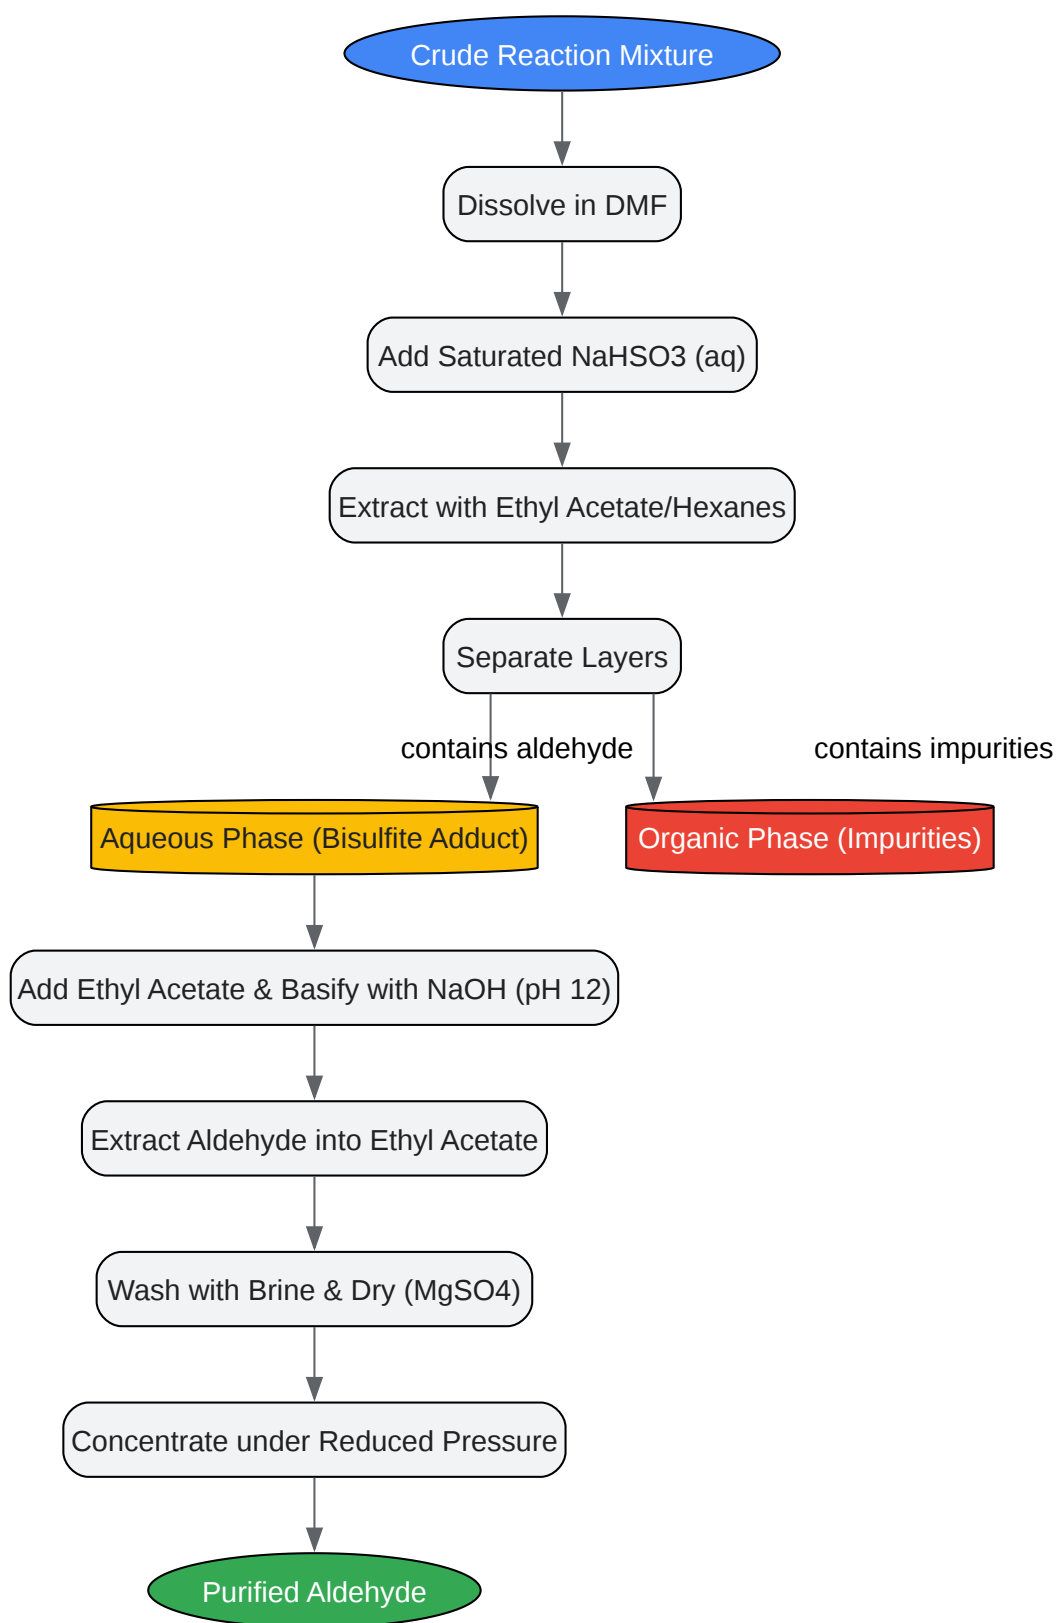 Crude Reaction Mixture
Dissolve in DMF
Add Saturated NaHSO3 (aq)
Extract with Ethyl Acetate/Hexanes
Separate Layers
contains aldehyde
contains impurities
Aqueous Phase (Bisulfite Adduct)
Organic Phase (Impurities)
Add Ethyl Acetate & Basify with NaOH (pH 12)
Extract Aldehyde into Ethyl Acetate
Wash with Brine & Dry (MgSO4)
Concentrate under Reduced Pressure
Purified Aldehyde